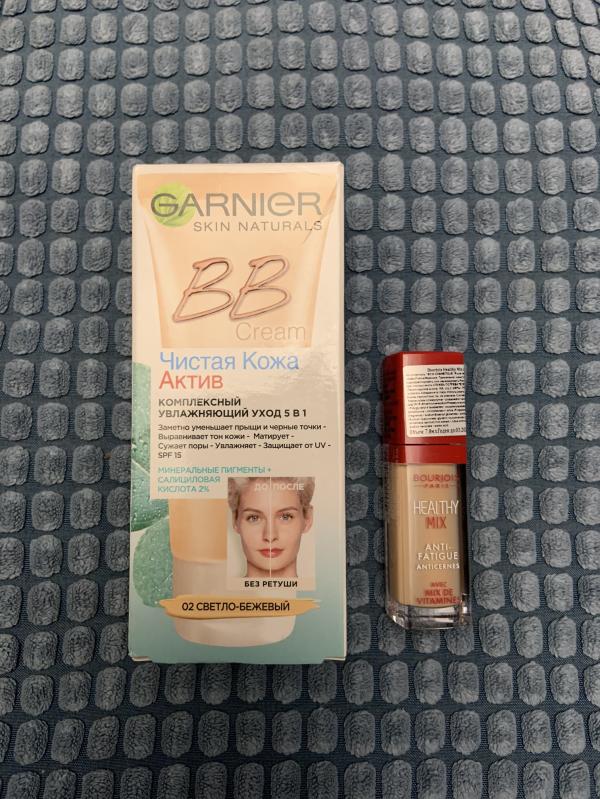 GARNIER
SKIN NATURALS
BB
Cream
Чистая Кожа
Актив
КОМПЛЕКСНЫЙ
УВЛАЖНЯЮЩИЙ УХОД 5 В 1
Заметно уменьшает прыщи и черные точки -
Выравнивает тон кожи - Матирует -
Сужает поры - Увлажняет - Защищает от UV -
SPF 15
МИНЕРАЛЬНЫЕ ПИГМЕНТЫ +
САЛИЦИЛОВАЯ
КИСЛОТА 2%
ДО ПОСЛЕ
БЕЗ РЕТУШИ
02 СВЕТЛО-БЕЖЕВЫЙ
BOURJOIS
PARIS
HEALTHY
MIX
ANTI-
FATIGUE
ANTICERNES
AVEC
MIX DE
VITAMINES